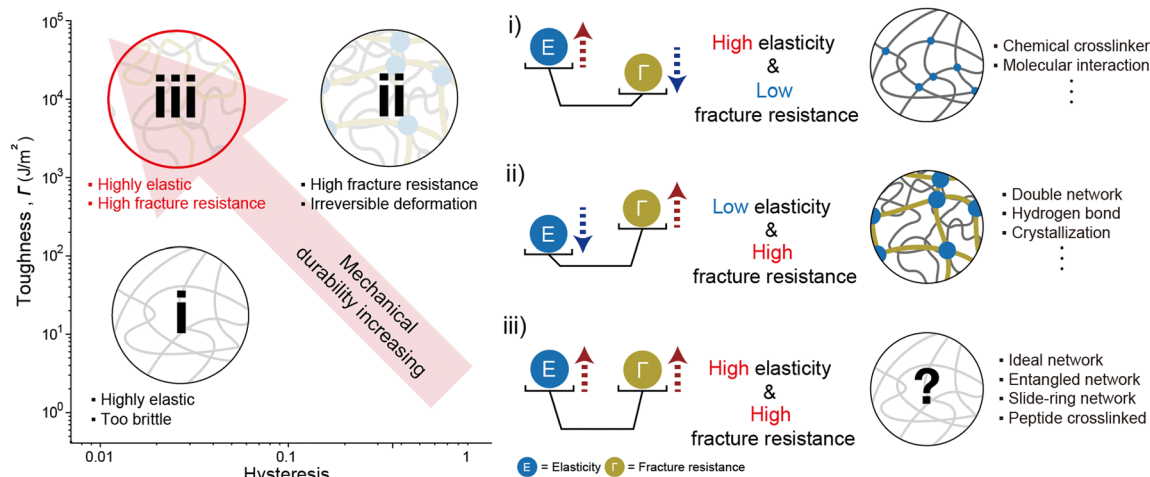 10⁵
10⁴
10³
10²
10¹
10⁰
Toughness , Γ (J/m²)
0.01
0.1
1
Hysteresis
iii
▪ Highly elastic
▪ High fracture resistance
ii
▪ High fracture resistance
▪ Irreversible deformation
i
▪ Highly elastic
▪ Too brittle
Mechanical
durability increasing
i)
E
Γ
High elasticity
&
Low
fracture resistance
▪ Chemical crosslinker
▪ Molecular interaction
ii)
E
Γ
Low elasticity
&
High
fracture resistance
▪ Double network
▪ Hydrogen bond
▪ Crystallization
iii)
E
Γ
High elasticity
&
High
fracture resistance
?
▪ Ideal network
▪ Entangled network
▪ Slide-ring network
▪ Peptide crosslinked
E = Elasticity Γ = Fracture resistance